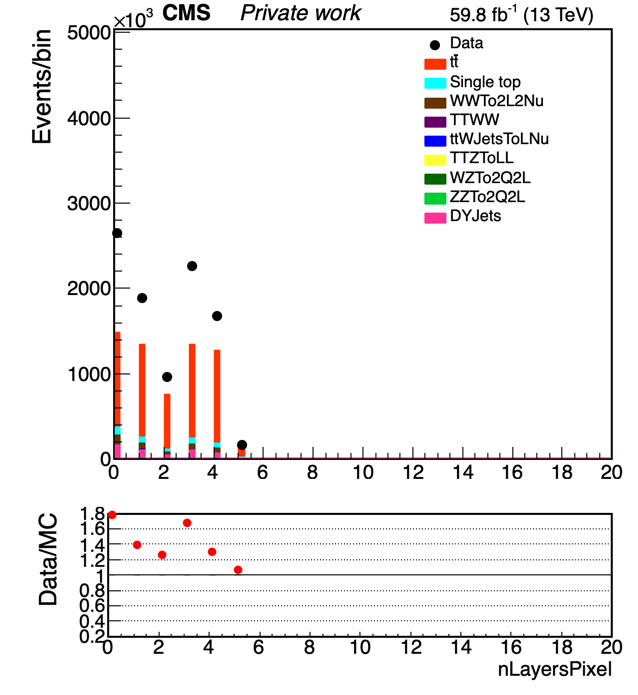 ×10³ CMS Private work 59.8 fb⁻¹ (13 TeV)
Events/bin
5000
4000
3000
2000
1000
0
Data
tt̄
Single top
WWTo2L2Nu
TTWW
ttWJetsToLNu
TTZToLL
WZTo2Q2L
ZZTo2Q2L
DYJets
0 2 4 6 8 10 12 14 16 18 20
Data/MC
1.8
1.6
1.4
1.2
1
0.8
0.6
0.4
0.2
0 2 4 6 8 10 12 14 16 18 20
nLayersPixel